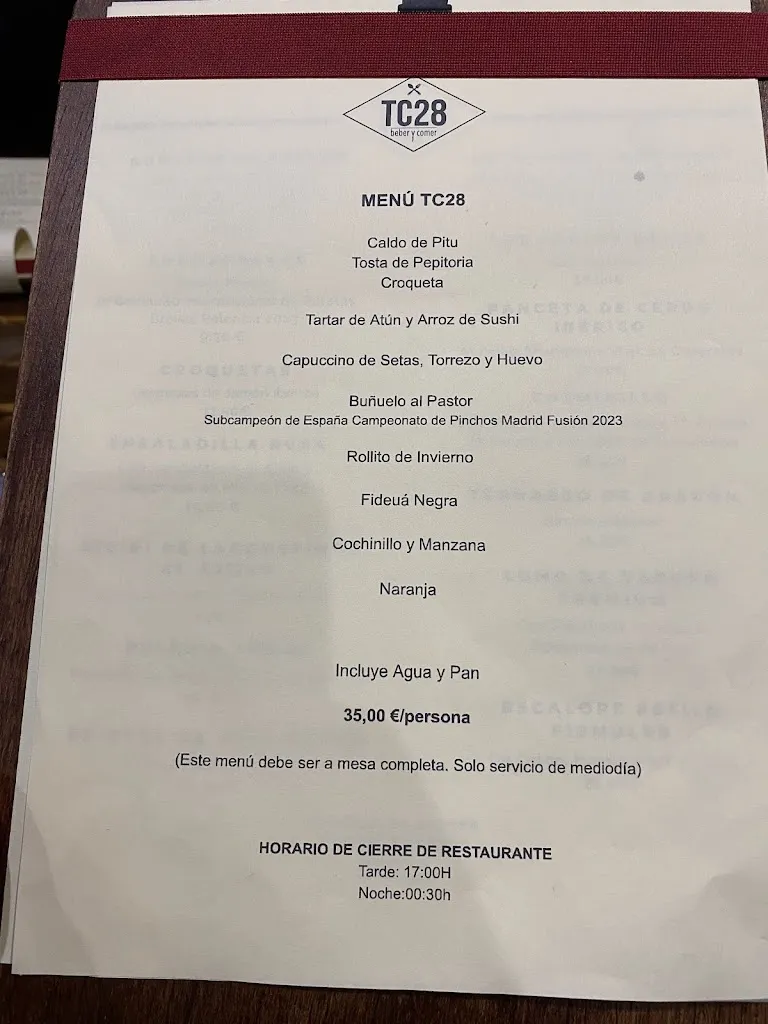 TC28
beber y comer
MENÚ TC28
Caldo de Pitu
Tosta de Pepitoria
Croqueta
Tartar de Atún y Arroz de Sushi
Capuccino de Setas, Torrezo y Huevo
Buñuelo al Pastor
Subcampeón de España Campeonato de Pinchos Madrid Fusión 2023
Rollito de Invierno
Fideuá Negra
Cochinillo y Manzana
Naranja
Incluye Agua y Pan
35,00 €/persona
(Este menú debe ser a mesa completa. Solo servicio de mediodía)
HORARIO DE CIERRE DE RESTAURANTE
Tarde: 17:00H
Noche:00:30h